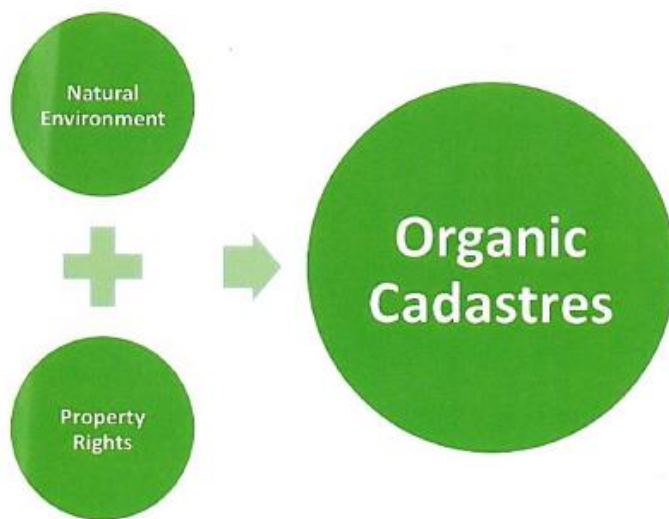 Natural
Environment
Property
Rights
Organic
Cadastres